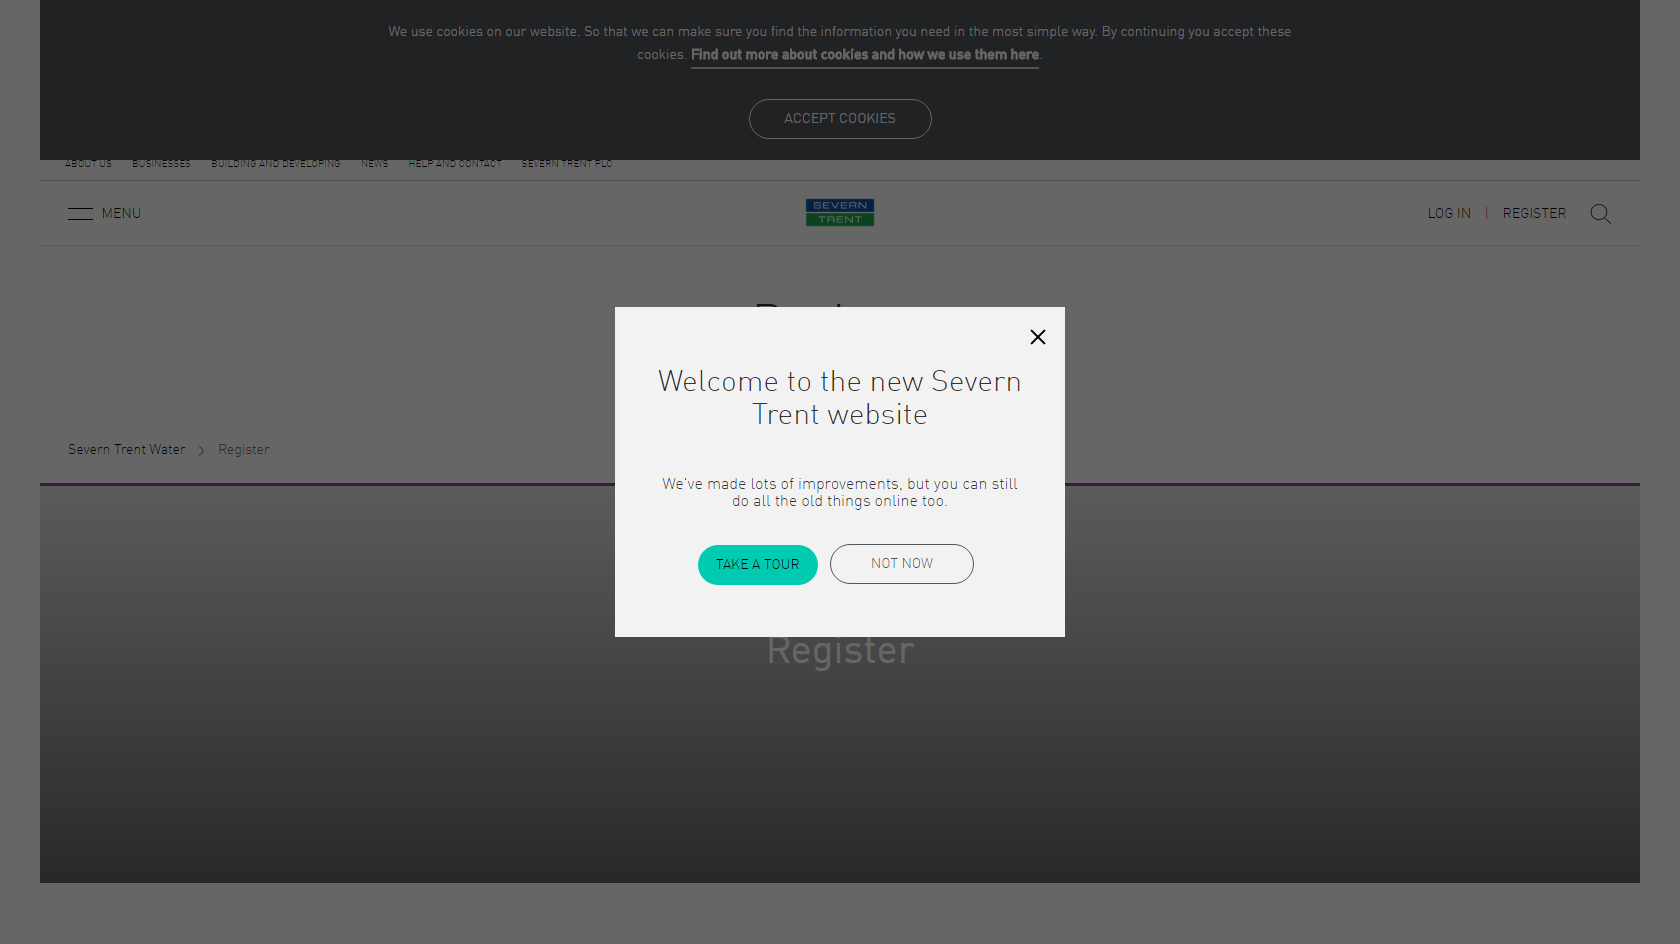 We use cookies on our website. So that we can make sure you find the information you need in the most simple way. By continuing you accept these
cookies. Find out more about cookies and how we use them here.
ACCEPT COOKIES
ABOUT US BUSINESSES BUILDING AND DEVELOPING NEWS HELP AND CONTACT SEVERN TRENT PLC
MENU
SEVERN
TRENT
LOG IN | REGISTER
Welcome to the new Severn
Trent website
Severn Trent Water > Register
We've made lots of improvements, but you can still
do all the old things online too.
TAKE A TOUR
NOT NOW
Register